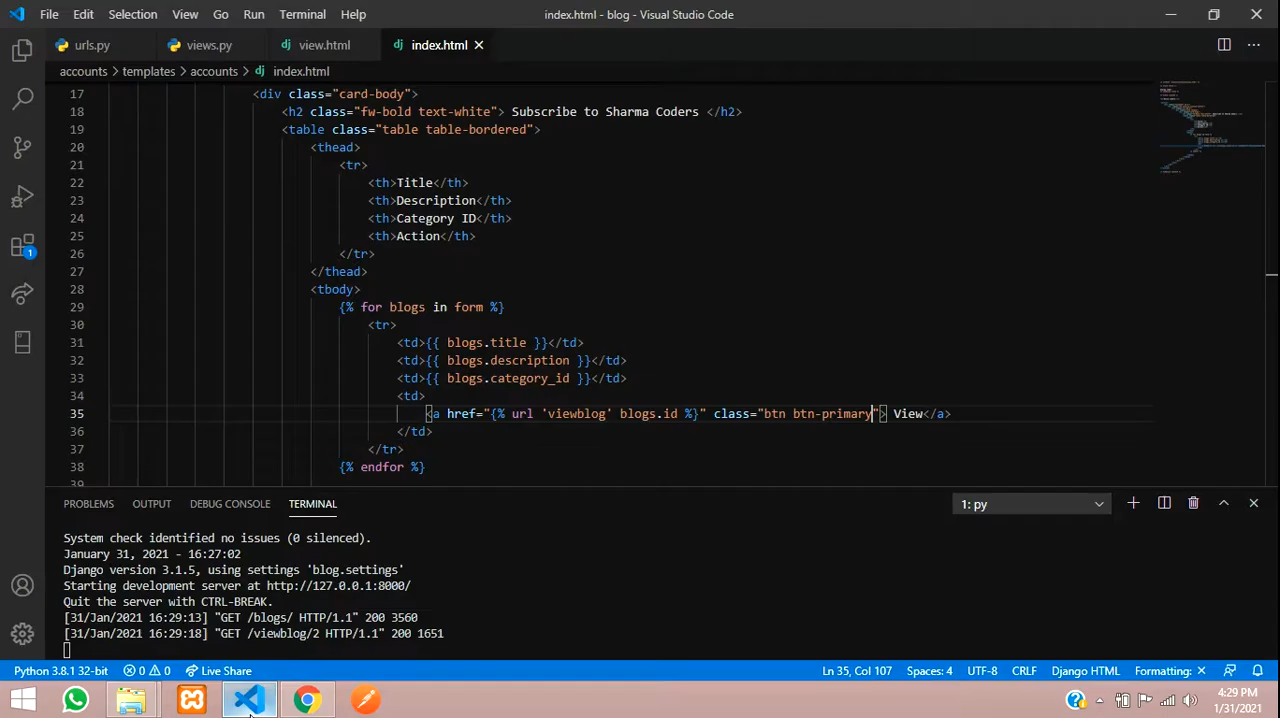 File Edit Selection View Go Run Terminal Help index.html - blog - Visual Studio Code
urls.py views.py dj view.html dj index.html
accounts > templates > accounts > dj index.html
17 <div class="card-body">
18 <h2 class="fw-bold text-white"> Subscribe to Sharma Coders </h2>
19 <table class="table table-bordered">
20 <thead>
21 <tr>
22 <th>Title</th>
23 <th>Description</th>
24 <th>Category ID</th>
25 <th>Action</th>
26 </tr>
27 </thead>
28 <tbody>
29 {% for blogs in form %}
30 <tr>
31 <td>{{ blogs.title }}</td>
32 <td>{{ blogs.description }}</td>
33 <td>{{ blogs.category_id }}</td>
34 <td>
35 <a href="{% url 'viewblog' blogs.id %}" class="btn btn-primary"> View</a>
36 </td>
37 </tr>
38 {% endfor %}
39
PROBLEMS OUTPUT DEBUG CONSOLE TERMINAL 1: py
System check identified no issues (0 silenced).
January 31, 2021 - 16:27:02
Django version 3.1.5, using settings 'blog.settings'
Starting development server at http://127.0.0.1:8000/
Quit the server with CTRL-BREAK.
[31/Jan/2021 16:29:13] "GET /blogs/ HTTP/1.1" 200 3560
[31/Jan/2021 16:29:18] "GET /viewblog/2 HTTP/1.1" 200 1651
1
Python 3.8.1 32-bit 0 0 Live Share Ln 35, Col 107 Spaces: 4 UTF-8 CRLF Django HTML Formatting: ×
4:29 PM
1/31/2021